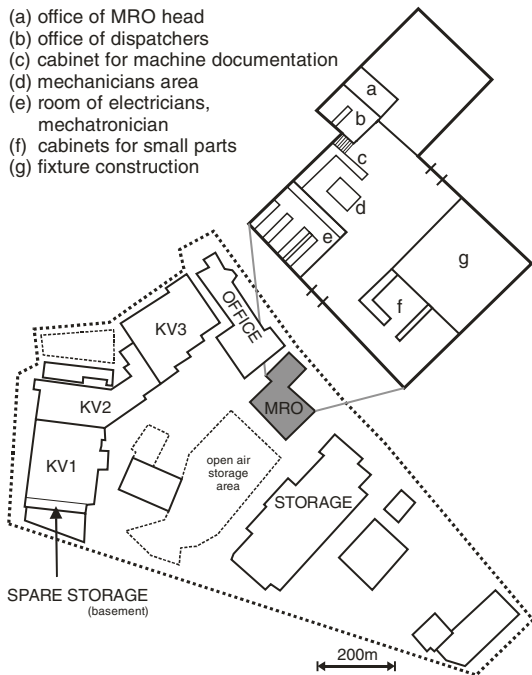 (a) office of MRO head
(b) office of dispatchers
(c) cabinet for machine documentation
(d) mechanicians area
(e) room of electricians,
mechatronician
(f) cabinets for small parts
(g) fixture construction
a
b
c
d
e
g
f
KV3
OFFICE
MRO
KV2
KV1
open air
storage
area
STORAGE
SPARE STORAGE
(basement)
200m